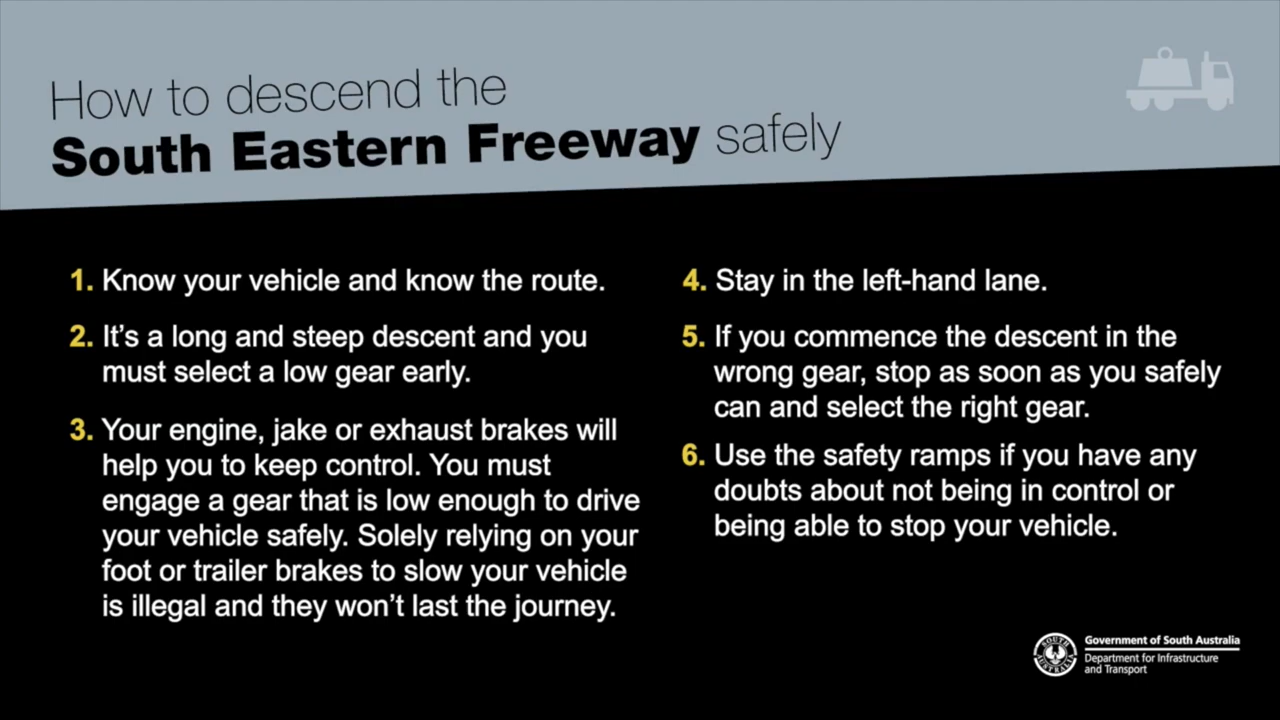 How to descend the
South Eastern Freeway safely
1. Know your vehicle and know the route.
2. It's a long and steep descent and you
must select a low gear early.
3. Your engine, jake or exhaust brakes will
help you to keep control. You must
engage a gear that is low enough to drive
your vehicle safely. Solely relying on your
foot or trailer brakes to slow your vehicle
is illegal and they won't last the journey.
4. Stay in the left-hand lane.
5. If you commence the descent in the
wrong gear, stop as soon as you safely
can and select the right gear.
6. Use the safety ramps if you have any
doubts about not being in control or
being able to stop your vehicle.
SOUTH AUSTRALIA
Government of South Australia
Department for Infrastructure
and Transport